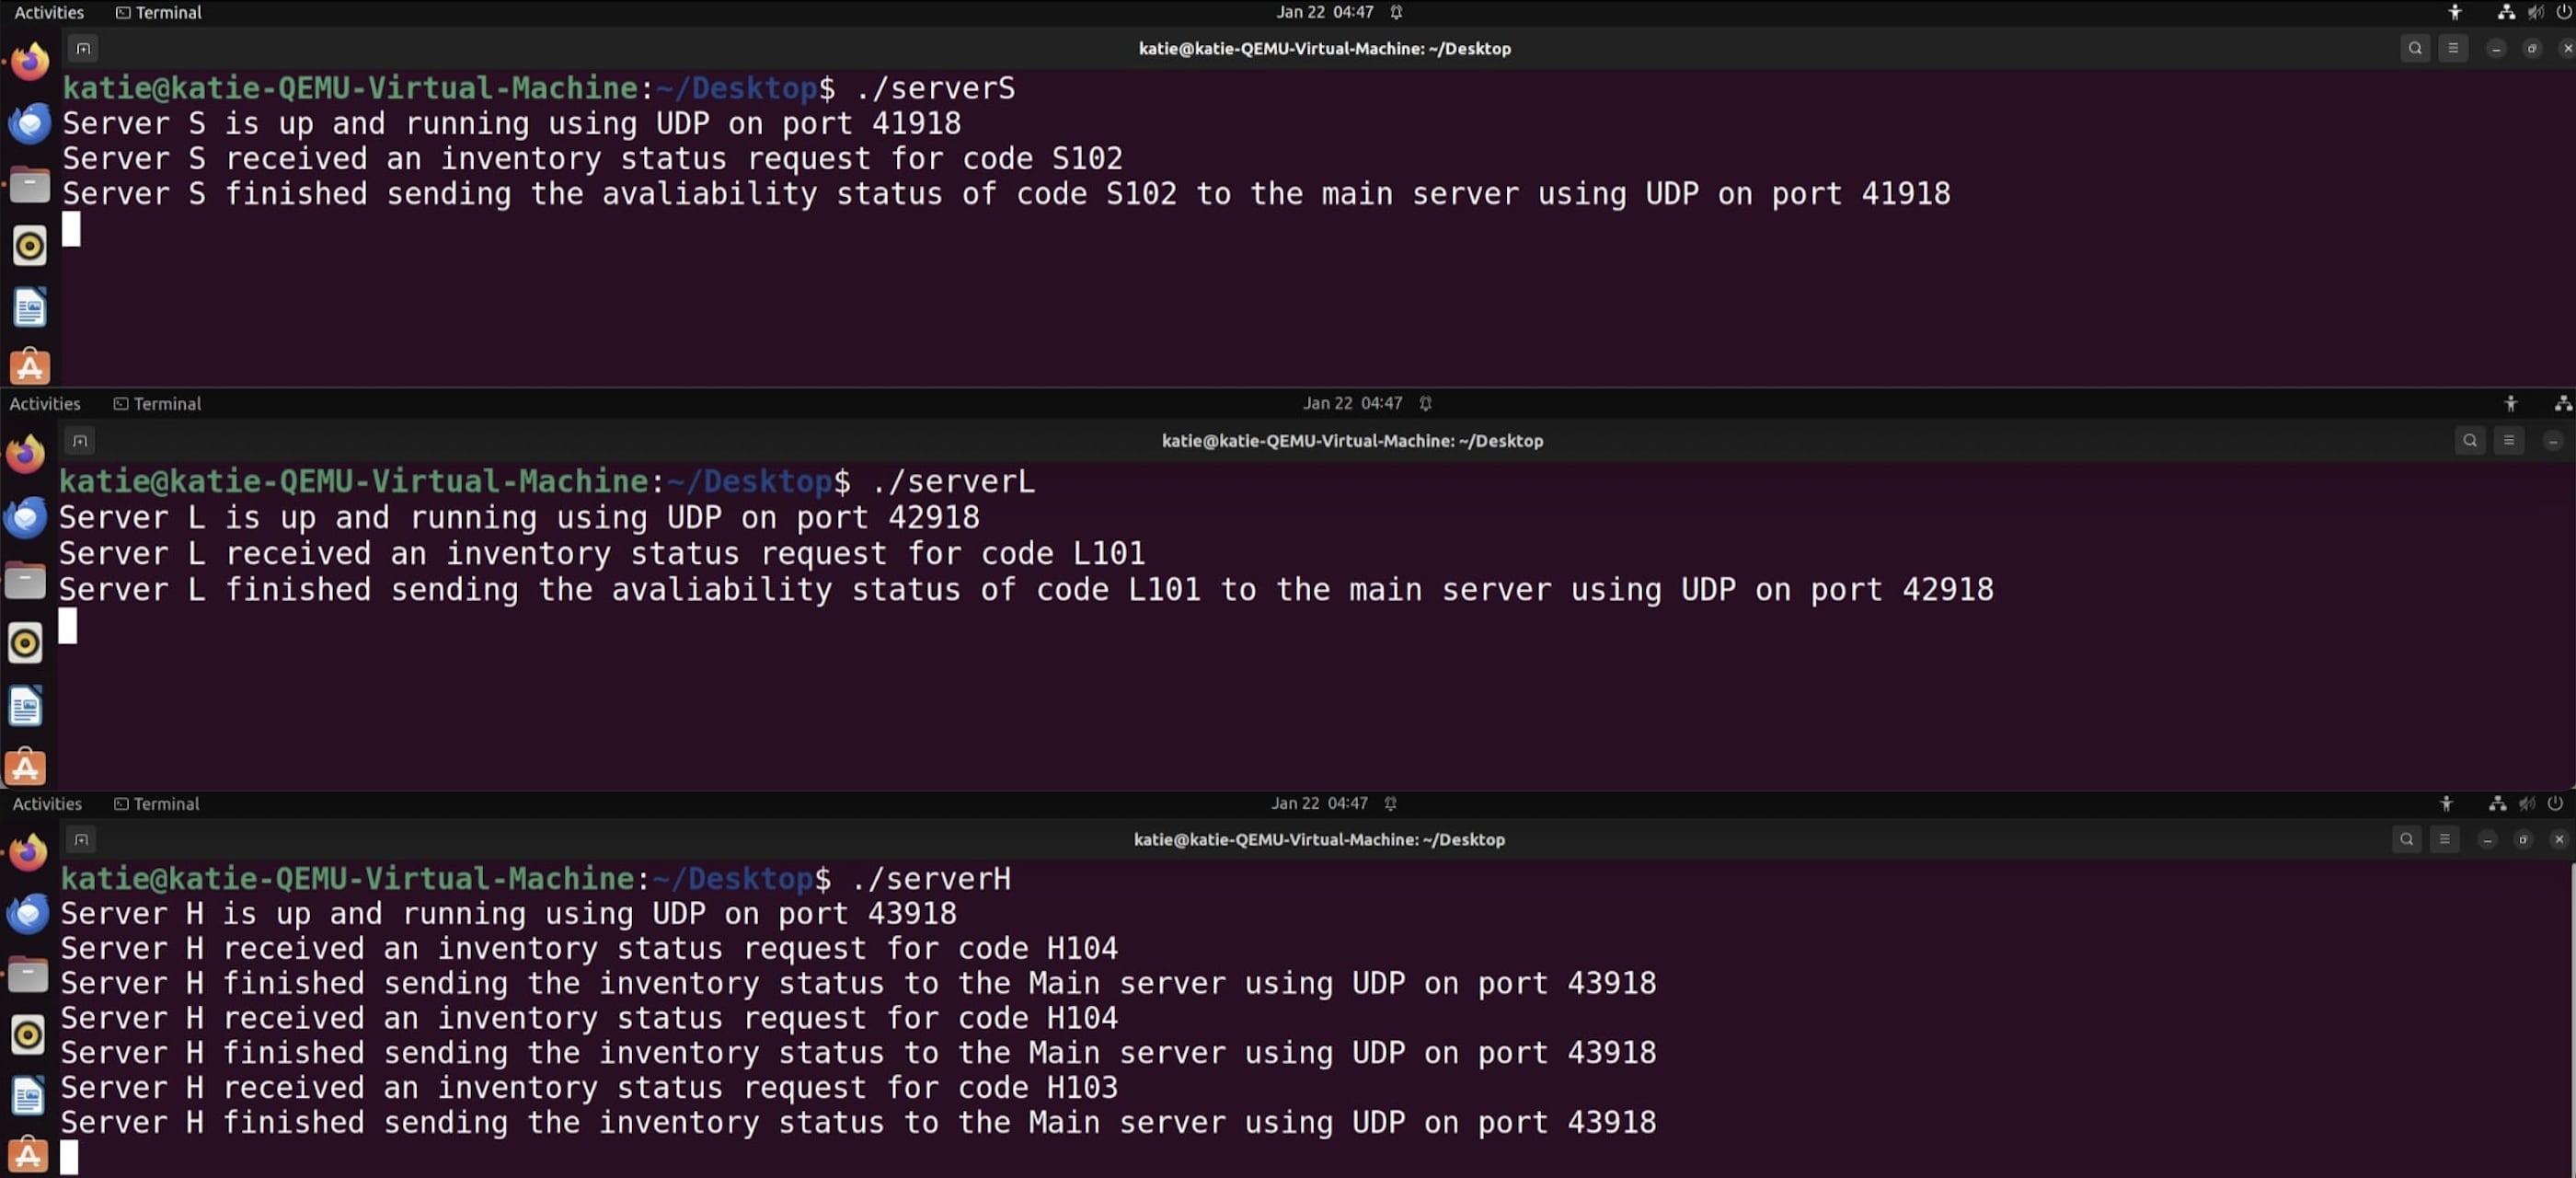 Activities Terminal Jan 22 04:47
katie@katie-QEMU-Virtual-Machine: ~/Desktop
katie@katie-QEMU-Virtual-Machine:~/Desktop$ ./serverS
Server S is up and running using UDP on port 41918
Server S received an inventory status request for code S102
Server S finished sending the avaliability status of code S102 to the main server using UDP on port 41918
Activities Terminal Jan 22 04:47
katie@katie-QEMU-Virtual-Machine: ~/Desktop
katie@katie-QEMU-Virtual-Machine:~/Desktop$ ./serverL
Server L is up and running using UDP on port 42918
Server L received an inventory status request for code L101
Server L finished sending the avaliability status of code L101 to the main server using UDP on port 42918
Activities Terminal Jan 22 04:47
katie@katie-QEMU-Virtual-Machine: ~/Desktop
katie@katie-QEMU-Virtual-Machine:~/Desktop$ ./serverH
Server H is up and running using UDP on port 43918
Server H received an inventory status request for code H104
Server H finished sending the inventory status to the Main server using UDP on port 43918
Server H received an inventory status request for code H104
Server H finished sending the inventory status to the Main server using UDP on port 43918
Server H received an inventory status request for code H103
Server H finished sending the inventory status to the Main server using UDP on port 43918